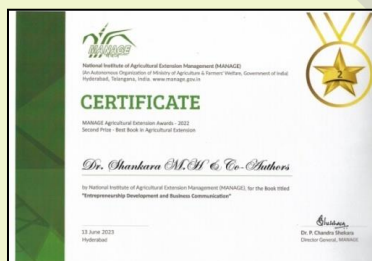 MANAGE
National Institute of Agricultural Extension Management (MANAGE)
(An Autonomous Organization of Ministry of Agriculture & Farmers' Welfare, Government of India)
Hyderabad, Telangana, India. www.manage.gov.in
2
CERTIFICATE
MANAGE Agricultural Extension Awards - 2022
Second Prize - Best Book in Agricultural Extension
Dr. Shankara M.H & Co-Authors
by National Institute of Agricultural Extension Management (MANAGE), for the Book titled
"Entrepreneurship Development and Business Communication"
13 June 2023
Hyderabad
Dr. P. Chandra Shekara
Director General, MANAGE